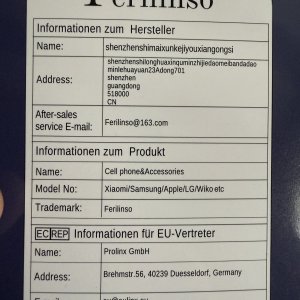 Ferilinso
Informationen zum Hersteller
Name: shenzhenshimaixunkejiyouxiangongsi
Address: shenzhenshilonghuaxinquminzhijiedaomeibandadao
minlehuayuan23Adong701
shenzhen
guangdong
518000
CN
After-sales
service E-mail: Ferilinso@163.com
Informationen zum Produkt
Name: Cell phone&Accessories
Model No: Xiaomi/Samsung/Apple/LG/Wiko etc
Trademark: Ferilinso
EC REP Informationen für EU-Vertreter
Name: Prolinx GmbH
Address: Brehmstr.56, 40239 Duesseldorf, Germany